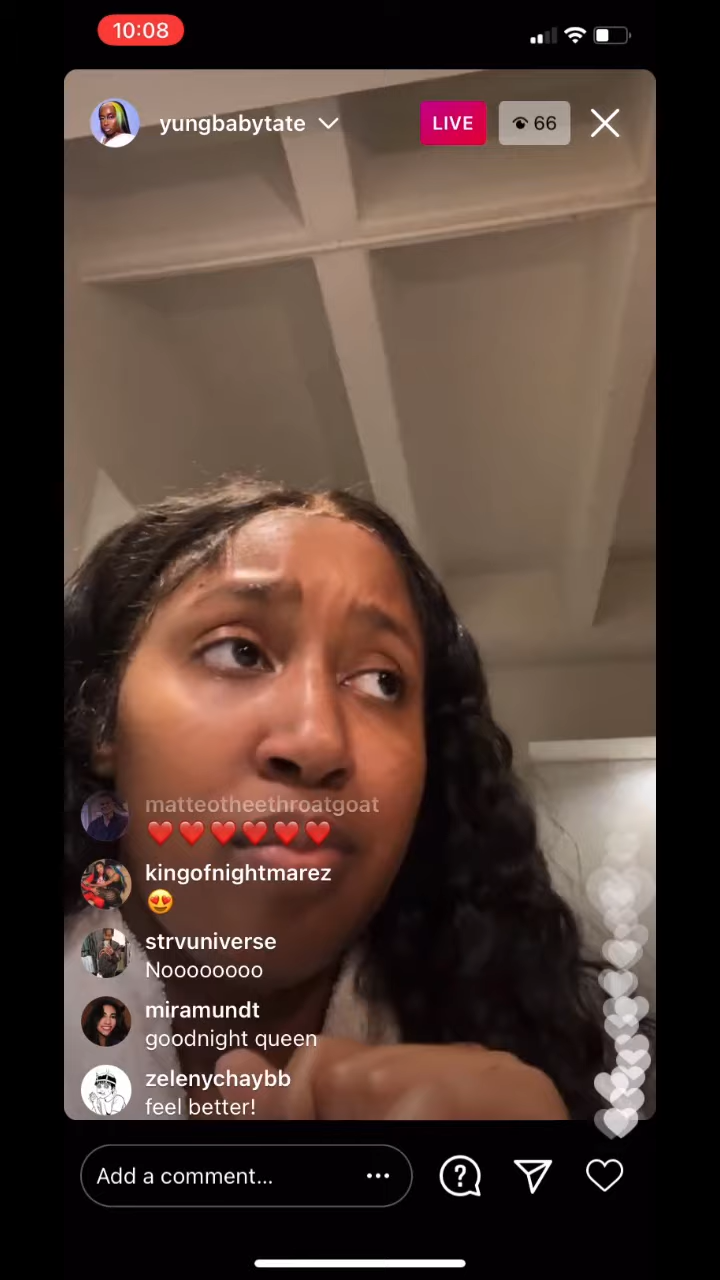 10:08
yungbabytate
LIVE
66
matteotheethroatgoat
❤️❤️❤️❤️❤️❤️
kingofnightmarez
😍
strvuniverse
Noooooooo
miramundt
goodnight queen
zelenychaybb
feel better!
Add a comment...